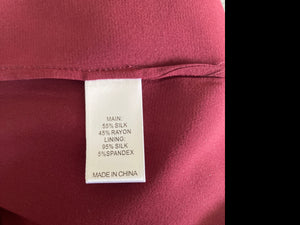 MAIN:
55% SILK
45% RAYON
LINING:
95% SILK
5%SPANDEX
MADE IN CHINA